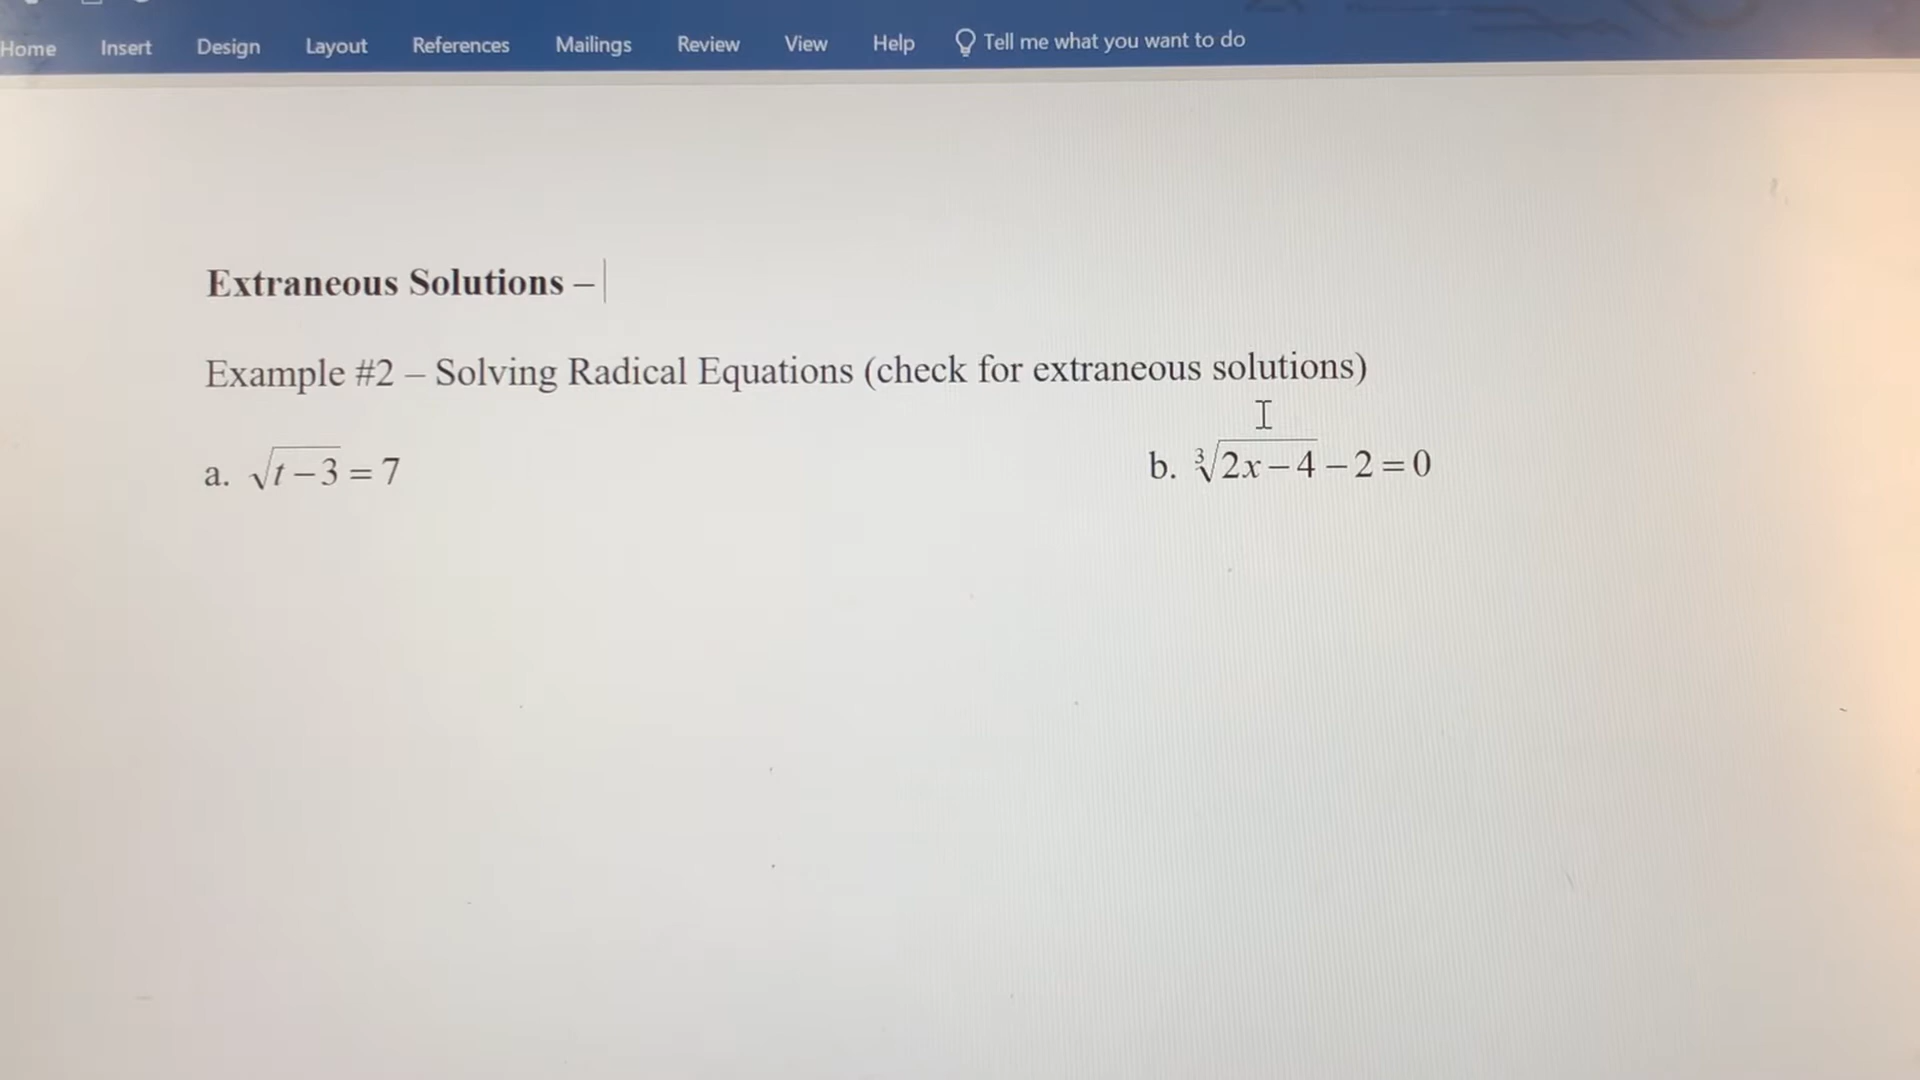 Home Insert Design Layout References Mailings Review View Help Tell me what you want to do
Extraneous Solutions –
Example #2 – Solving Radical Equations (check for extraneous solutions)
a. √(t−3) = 7 b. ∛(2x−4) − 2 = 0